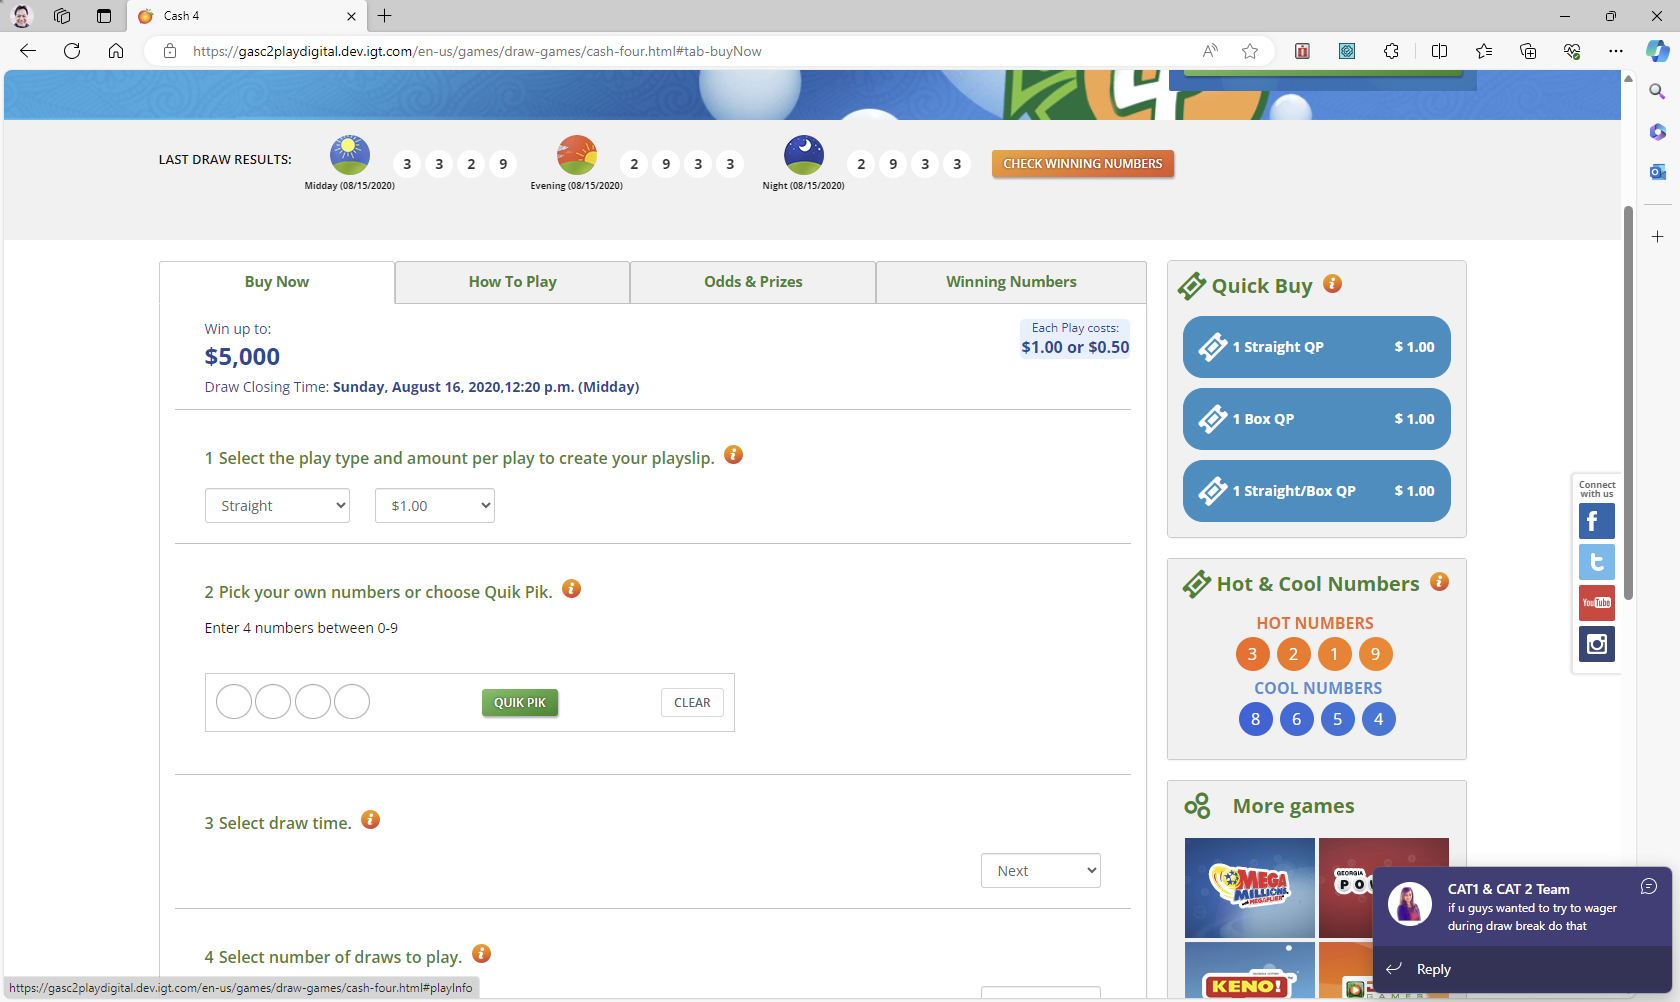 Cash 4
https://gasc2playdigital.dev.igt.com/en-us/games/draw-games/cash-four.html#tab-buyNow
LAST DRAW RESULTS:
3 3 2 9
Midday (08/15/2020)
2 9 3 3
Evening (08/15/2020)
2 9 3 3
Night (08/15/2020)
CHECK WINNING NUMBERS
Buy Now
How To Play
Odds & Prizes
Winning Numbers
Win up to:
$5,000
Draw Closing Time: Sunday, August 16, 2020,12:20 p.m. (Midday)
Each Play costs:
$1.00 or $0.50
1 Select the play type and amount per play to create your playslip.
Straight
$1.00
2 Pick your own numbers or choose Quik Pik.
Enter 4 numbers between 0-9
QUIK PIK
CLEAR
3 Select draw time.
Next
4 Select number of draws to play.
Quick Buy
1 Straight QP $ 1.00
1 Box QP $ 1.00
1 Straight/Box QP $ 1.00
Hot & Cool Numbers
HOT NUMBERS
3 2 1 9
COOL NUMBERS
8 6 5 4
More games
MEGA
MILLIONS
MEGAPLIER
GEORGIA
KENO!
GAMES
Connect
with us
f
t
YouTube
CAT1 & CAT 2 Team
if u guys wanted to try to wager
during draw break do that
Reply
https://gasc2playdigital.dev.igt.com/en-us/games/draw-games/cash-four.html#playInfo